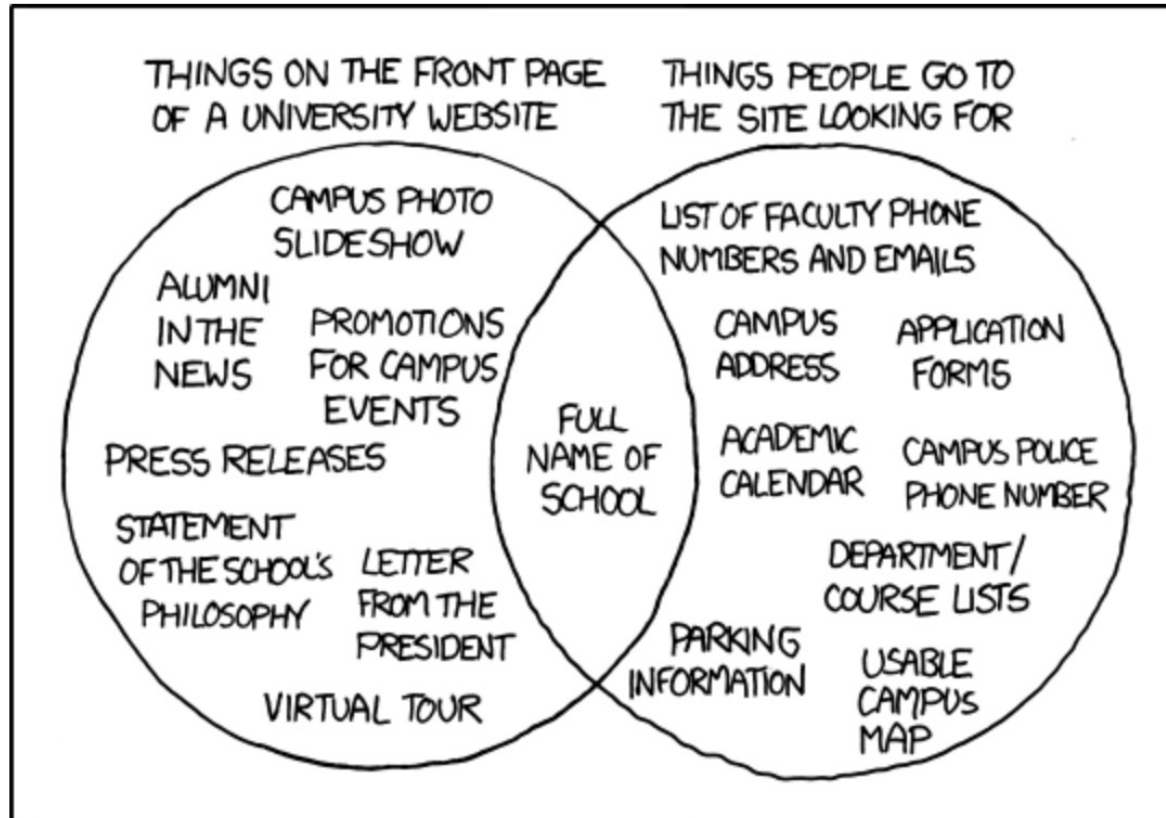 THINGS ON THE FRONT PAGE
OF A UNIVERSITY WEBSITE
THINGS PEOPLE GO TO
THE SITE LOOKING FOR
CAMPUS PHOTO
SLIDESHOW
ALUMNI
IN THE
NEWS
PROMOTIONS
FOR CAMPUS
EVENTS
PRESS RELEASES
STATEMENT
OF THE SCHOOL'S
PHILOSOPHY
LETTER
FROM THE
PRESIDENT
VIRTUAL TOUR
FULL
NAME OF
SCHOOL
LIST OF FACULTY PHONE
NUMBERS AND EMAILS
CAMPUS
ADDRESS
APPLICATION
FORMS
ACADEMIC
CALENDAR
CAMPUS POLICE
PHONE NUMBER
DEPARTMENT/
COURSE LISTS
PARKING
INFORMATION
USABLE
CAMPUS
MAP